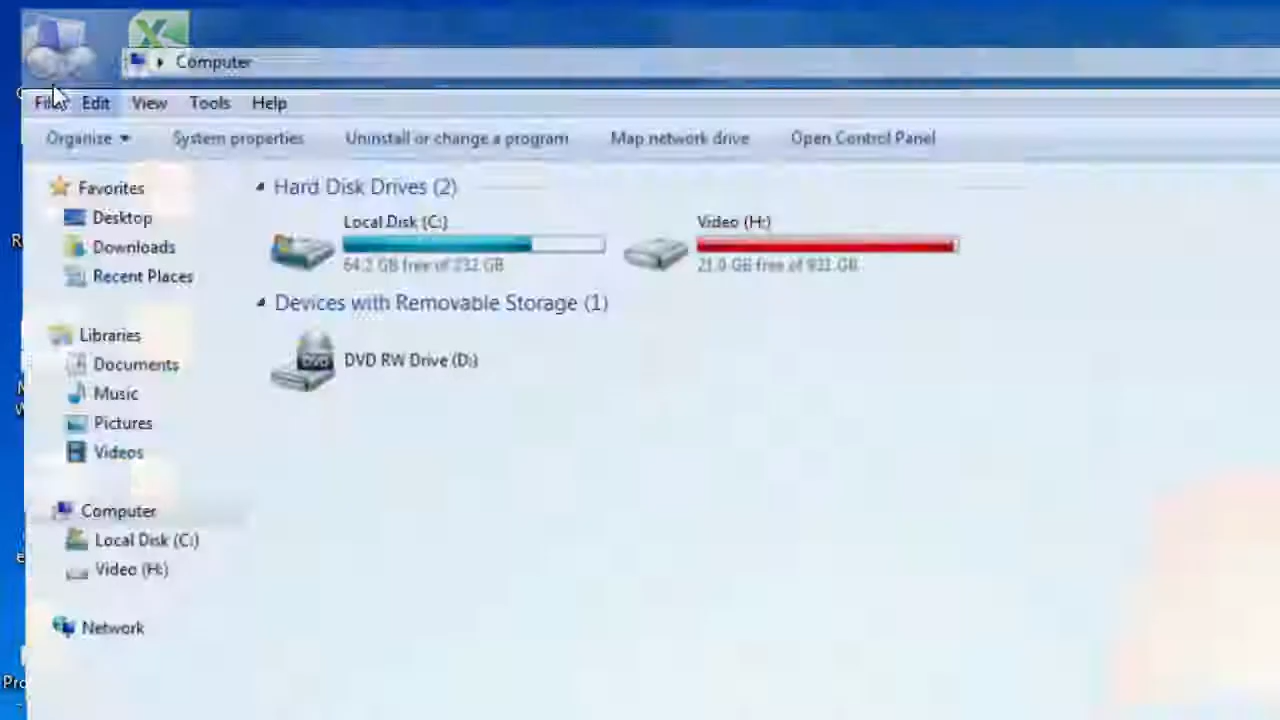 Computer
File Edit View Tools Help
Organize System properties Uninstall or change a program Map network drive Open Control Panel
Favorites
Desktop
Downloads
Recent Places
Libraries
Documents
Music
Pictures
Videos
Computer
Local Disk (C:)
Video (H:)
Network
Hard Disk Drives (2)
Local Disk (C:)
64.2 GB free of 232 GB
Video (H:)
21.0 GB free of 931 GB
Devices with Removable Storage (1)
DVD RW Drive (D:)
DVD
Pro